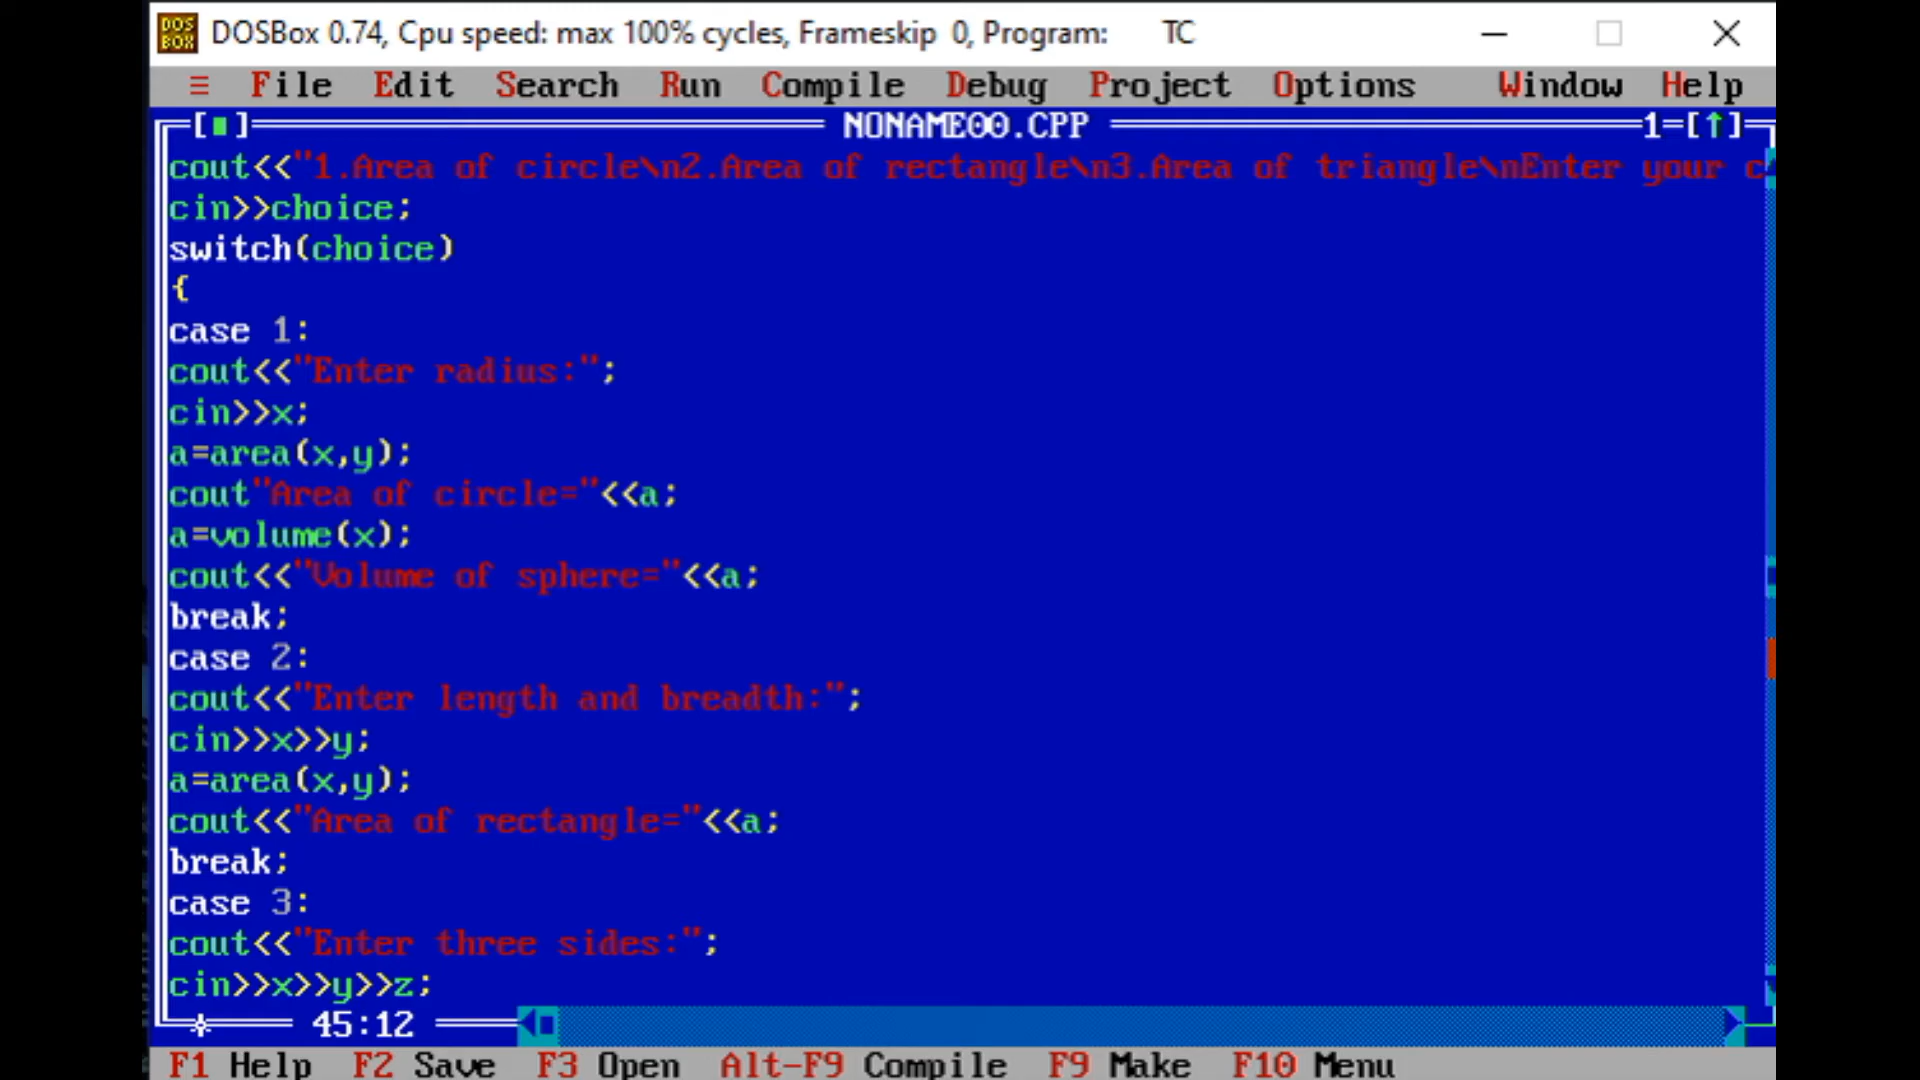 DOSBox 0.74, Cpu speed: max 100% cycles, Frameskip 0, Program: TC
≡ File Edit Search Run Compile Debug Project Options Window Help
[■] NONAME00.CPP 1=[↑]
cout<<"1.Area of circle\n2.Area of rectangle\n3.Area of triangle\nEnter your c
cin>>choice;
switch(choice)
{
case 1:
cout<<"Enter radius:";
cin>>x;
a=area(x,y);
cout"Area of circle="<<a;
a=volume(x);
cout<<"Volume of sphere="<<a;
break;
case 2:
cout<<"Enter length and breadth:";
cin>>x>>y;
a=area(x,y);
cout<<"Area of rectangle="<<a;
break;
case 3:
cout<<"Enter three sides:";
cin>>x>>y>>z;
45:12
F1 Help F2 Save F3 Open Alt-F9 Compile F9 Make F10 Menu